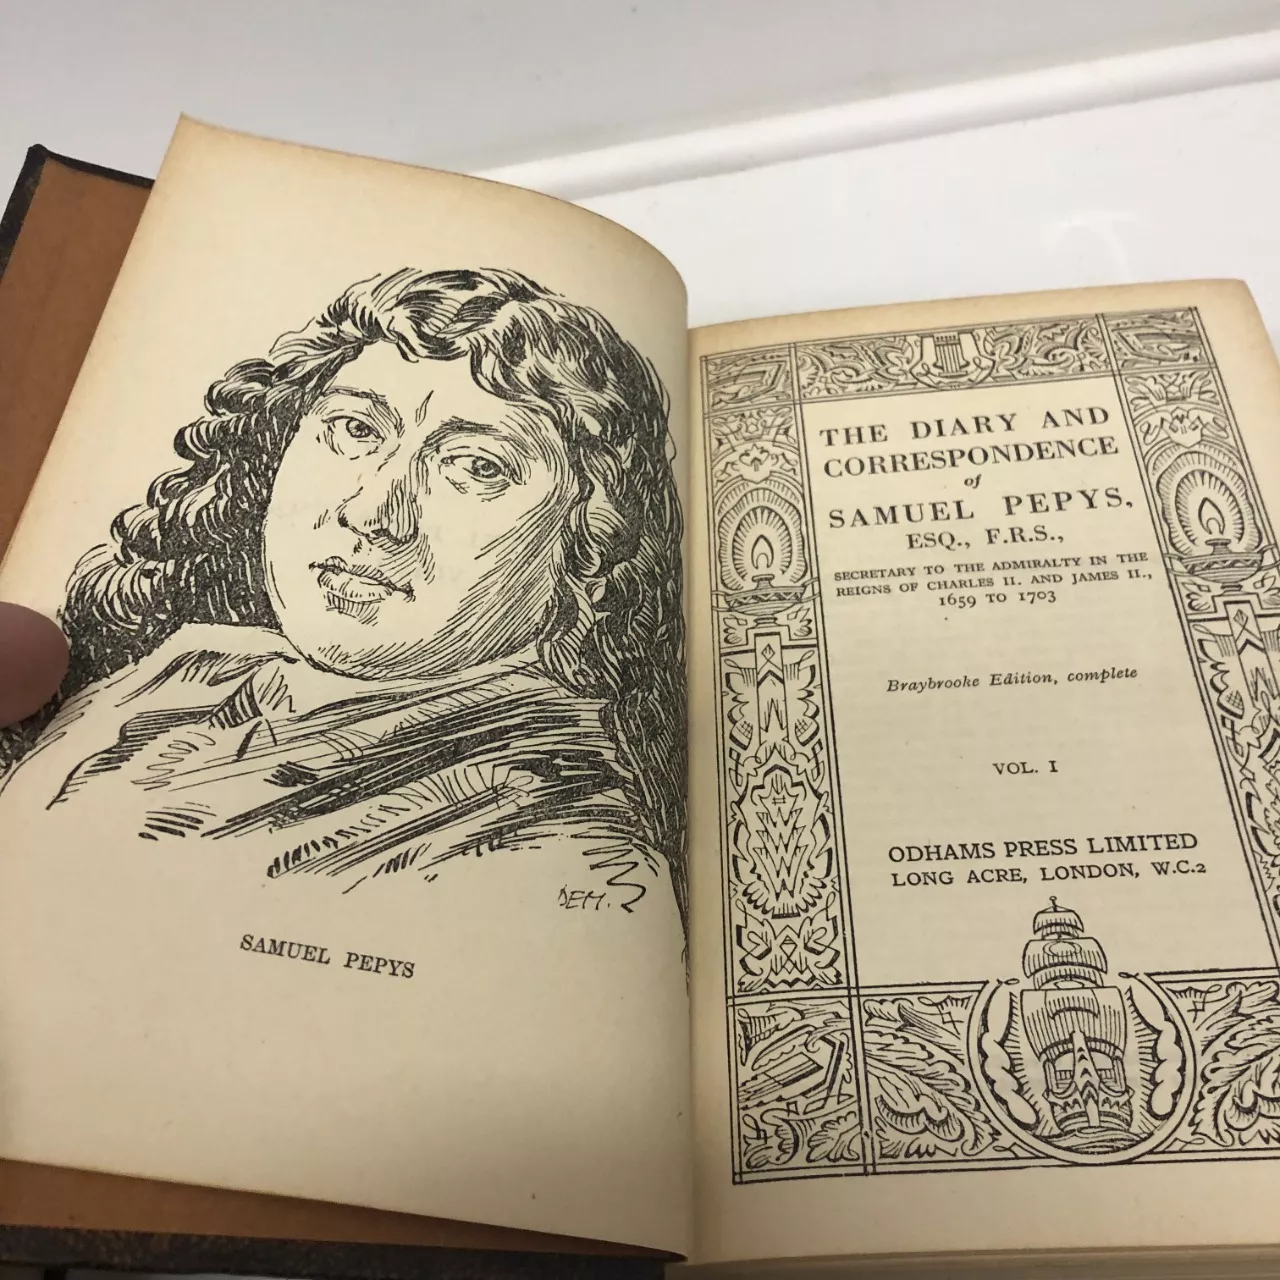 DEM.
SAMUEL PEPYS
THE DIARY AND
CORRESPONDENCE
of
SAMUEL PEPYS,
ESQ., F.R.S.,
SECRETARY TO THE ADMIRALTY IN THE
REIGNS OF CHARLES II. AND JAMES II.,
1659 TO 1703
Braybrooke Edition, complete
VOL. I
ODHAMS PRESS LIMITED
LONG ACRE, LONDON, W.C.2